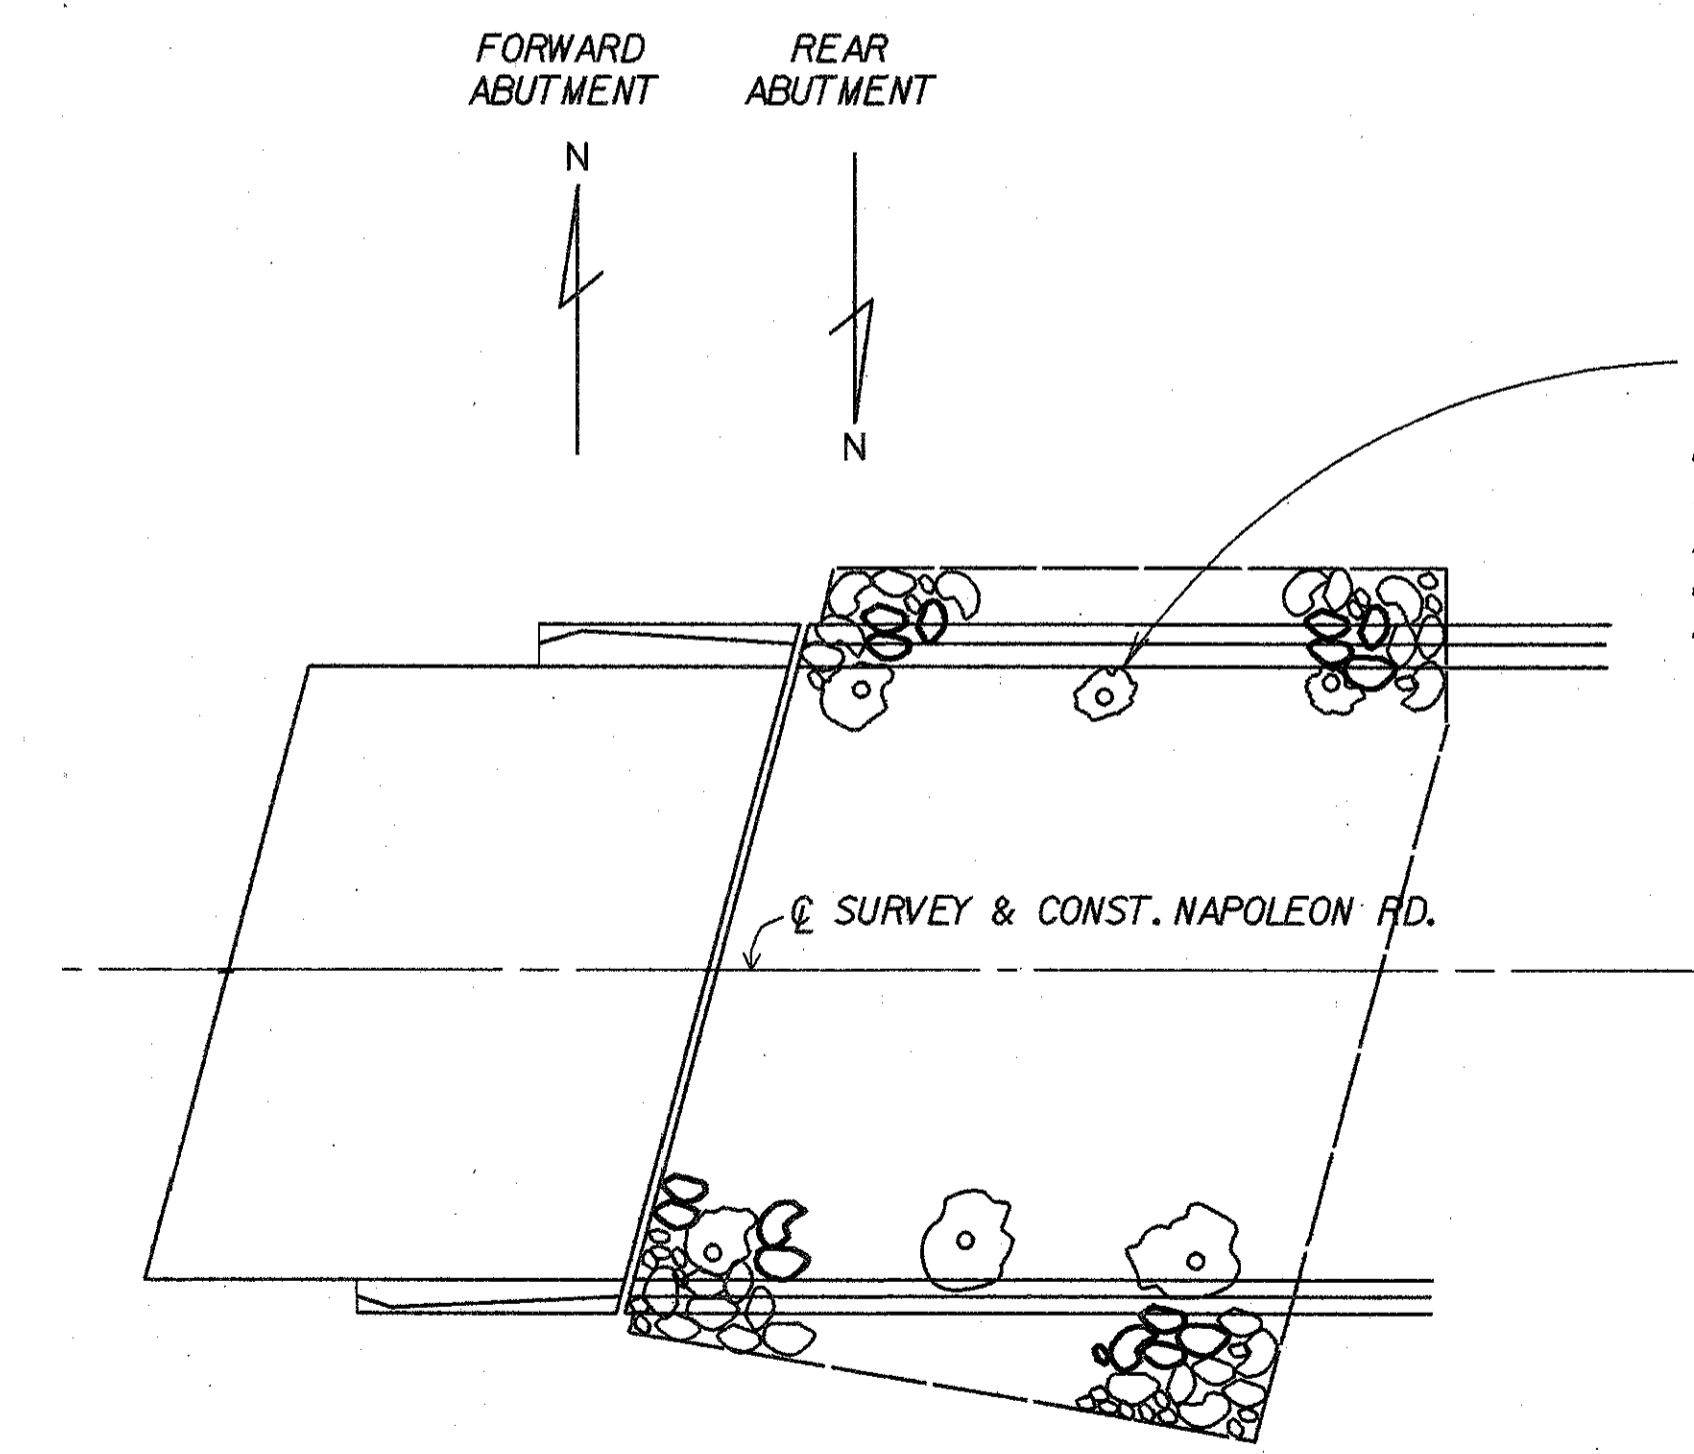 FORWARD
ABUTMENT
REAR
ABUTMENT
N
N
℄ SURVEY & CONST. NAPOLEON RD.